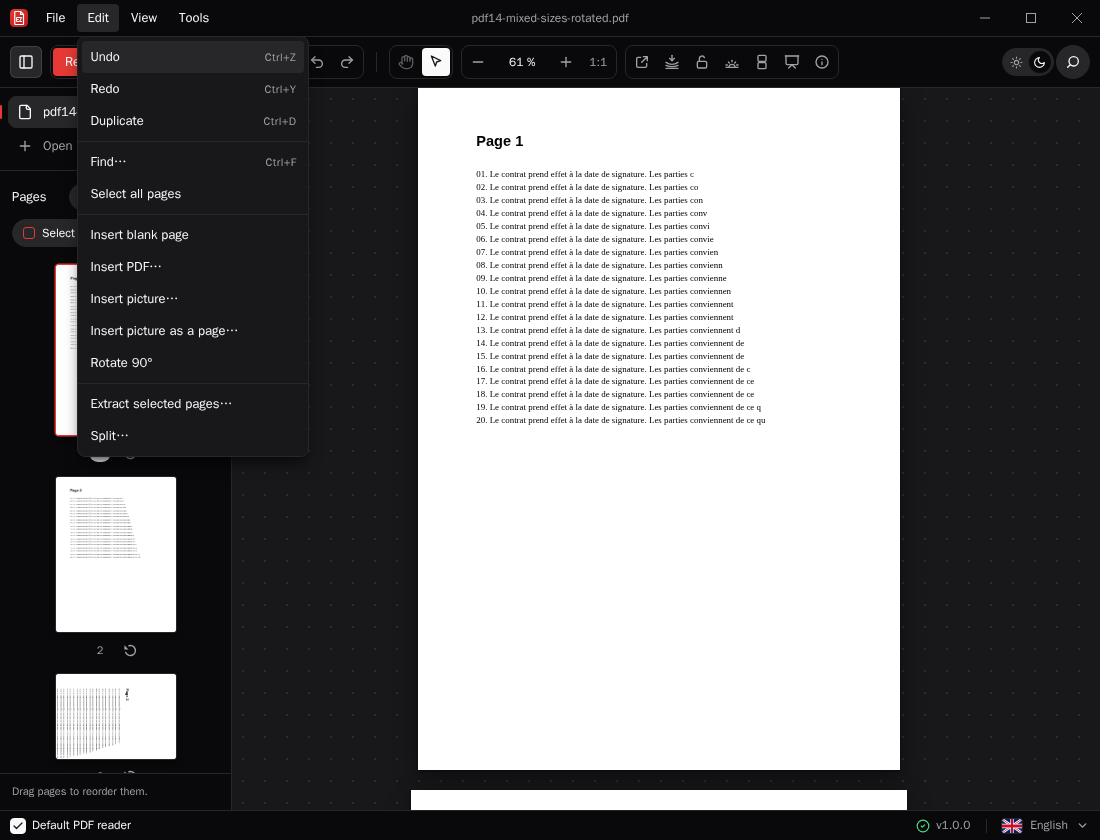 File Edit View Tools
pdf14-mixed-sizes-rotated.pdf
61 %
1:1
pdf14-
Open
Pages
Select
Undo Ctrl+Z
Redo Ctrl+Y
Duplicate Ctrl+D
Find… Ctrl+F
Select all pages
Insert blank page
Insert PDF…
Insert picture…
Insert picture as a page…
Rotate 90°
Extract selected pages…
Split…
Page 1
01. Le contrat prend effet à la date de signature. Les parties c
02. Le contrat prend effet à la date de signature. Les parties co
03. Le contrat prend effet à la date de signature. Les parties con
04. Le contrat prend effet à la date de signature. Les parties conv
05. Le contrat prend effet à la date de signature. Les parties convi
06. Le contrat prend effet à la date de signature. Les parties convie
07. Le contrat prend effet à la date de signature. Les parties convien
08. Le contrat prend effet à la date de signature. Les parties convienn
09. Le contrat prend effet à la date de signature. Les parties convienne
10. Le contrat prend effet à la date de signature. Les parties conviennen
11. Le contrat prend effet à la date de signature. Les parties conviennent
12. Le contrat prend effet à la date de signature. Les parties conviennent
13. Le contrat prend effet à la date de signature. Les parties conviennent d
14. Le contrat prend effet à la date de signature. Les parties conviennent de
15. Le contrat prend effet à la date de signature. Les parties conviennent de
16. Le contrat prend effet à la date de signature. Les parties conviennent de c
17. Le contrat prend effet à la date de signature. Les parties conviennent de ce
18. Le contrat prend effet à la date de signature. Les parties conviennent de ce
19. Le contrat prend effet à la date de signature. Les parties conviennent de ce q
20. Le contrat prend effet à la date de signature. Les parties conviennent de ce qu
2
Drag pages to reorder them.
Default PDF reader
v1.0.0
English